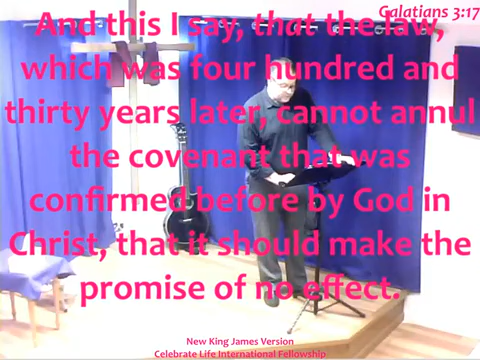 Galatians 3:17
And this I say, that the law,
which was four hundred and
thirty years later, cannot annul
the covenant that was
confirmed before by God in
Christ, that it should make the
promise of no effect.
New King James Version
Celebrate Life International Fellowship